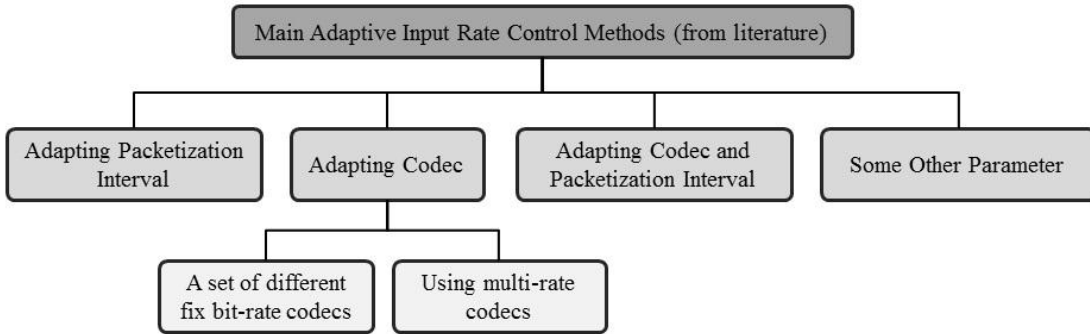 Main Adaptive Input Rate Control Methods (from literature)
Adapting Packetization
Interval
Adapting Codec
Adapting Codec and
Packetization Interval
Some Other Parameter
A set of different
fix bit-rate codecs
Using multi-rate
codecs